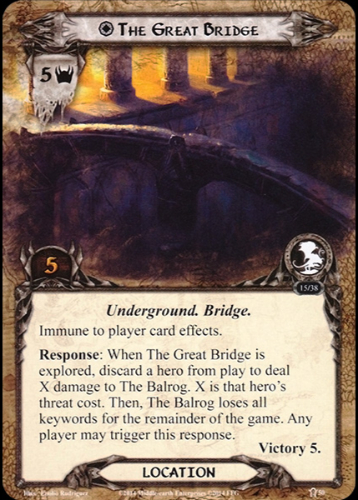 The Great Bridge
5
5
15/38
Underground. Bridge.
Immune to player card effects.
Response: When The Great Bridge is
explored, discard a hero from play to deal
X damage to The Balrog. X is that hero's
threat cost. Then, The Balrog loses all
keywords for the remainder of the game. Any
player may trigger this response.
Victory 5.
LOCATION